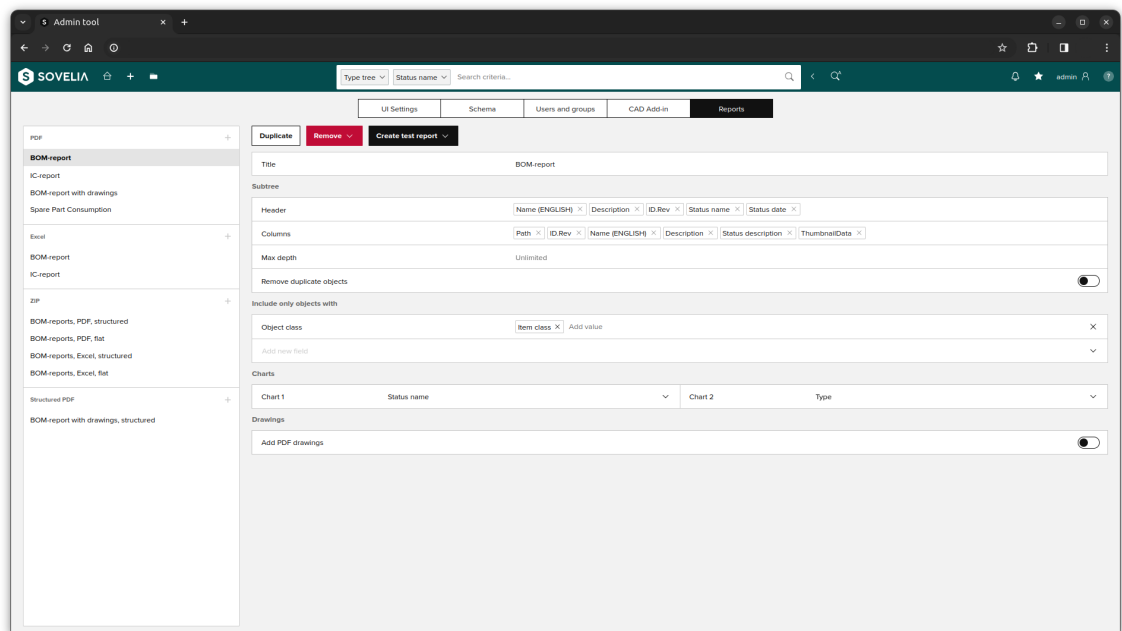 S Admin tool
SOVELIA
Type tree Status name Search criteria...
admin ?
UI Settings Schema Users and groups CAD Add-in Reports
PDF
BOM-report
IC-report
BOM-report with drawings
Spare Part Consumption
Excel
BOM-report
IC-report
ZIP
BOM-reports, PDF, structured
BOM-reports, PDF, flat
BOM-reports, Excel, structured
BOM-reports, Excel, flat
Structured PDF
BOM-report with drawings, structured
Duplicate Remove Create test report
Title BOM-report
Subtree
Header Name (ENGLISH) Description ID.Rev Status name Status date
Columns Path ID.Rev Name (ENGLISH) Description Status description ThumbnailData
Max depth Unlimited
Remove duplicate objects
Include only objects with
Object class Item class Add value
Add new field
Charts
Chart 1 Status name Chart 2 Type
Drawings
Add PDF drawings